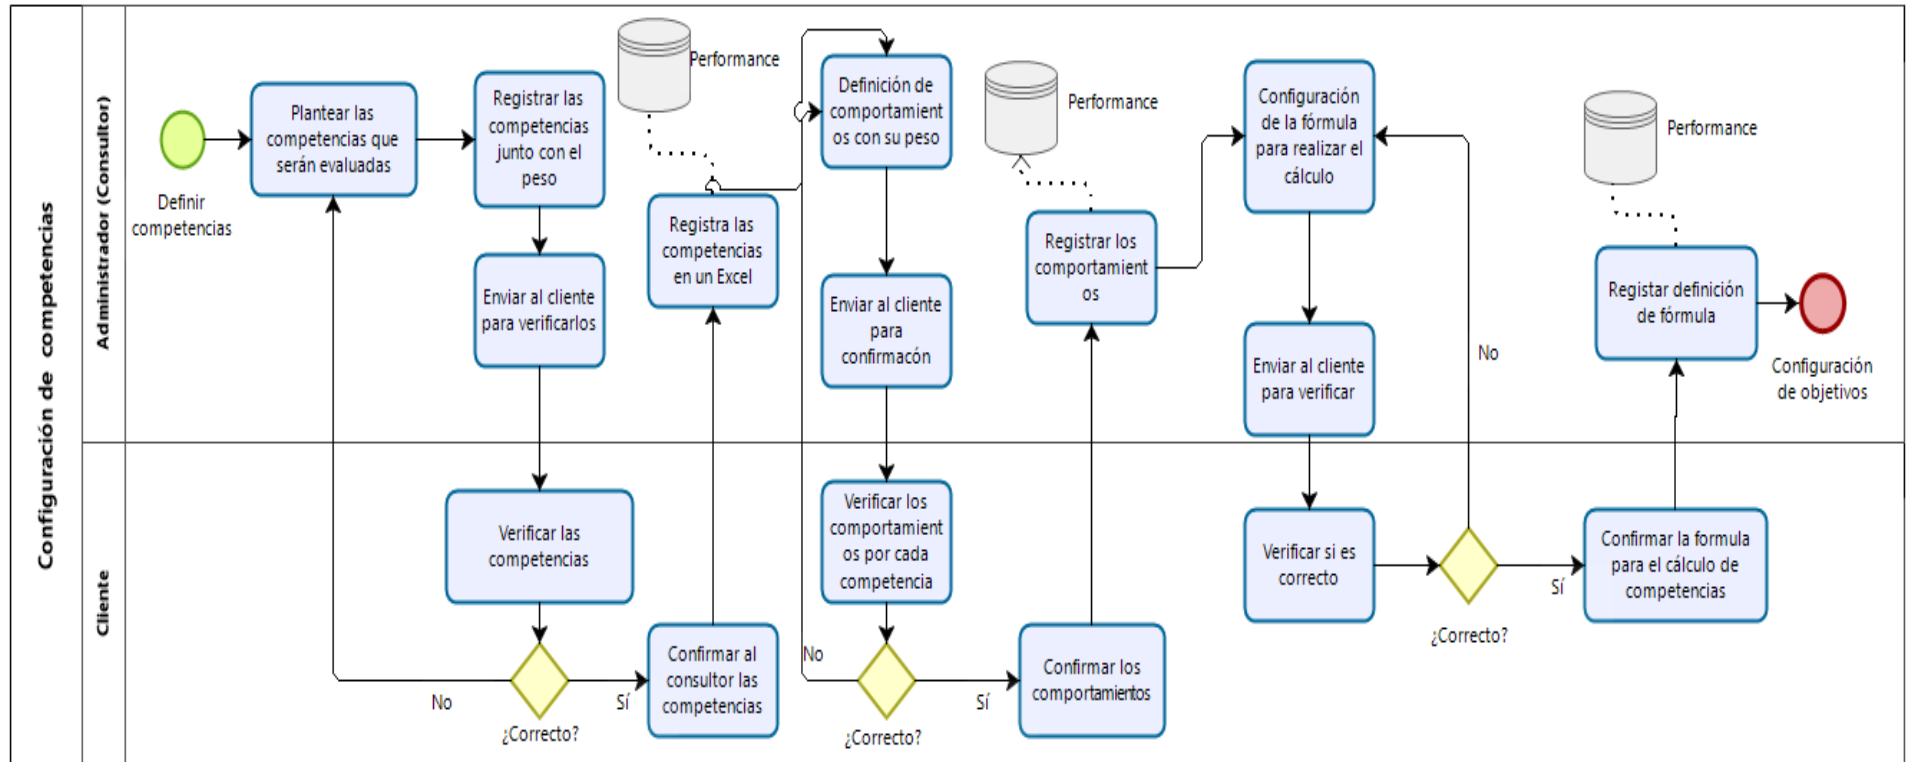 Configuración de competencias
Administrador (Consultor)
Definir
competencias
Plantear las
competencias que
serán evaluadas
Registrar las
competencias
junto con el
peso
Enviar al cliente
para verificarlos
Performance
Registra las
competencias
en un Excel
Definición de
comportamient
os con su peso
Enviar al cliente
para
confirmacón
Performance
Registrar los
comportamient
os
Configuración
de la fórmula
para realizar el
cálculo
Enviar al cliente
para verificar
No
Performance
Registar definición
de fórmula
Configuración
de objetivos
Cliente
Verificar las
competencias
No
¿Correcto?
Sí
Confirmar al
consultor las
competencias
Verificar los
comportamient
os por cada
competencia
No
¿Correcto?
Sí
Confirmar los
comportamientos
Verificar si es
correcto
¿Correcto?
Sí
Confirmar la formula
para el cálculo de
competencias